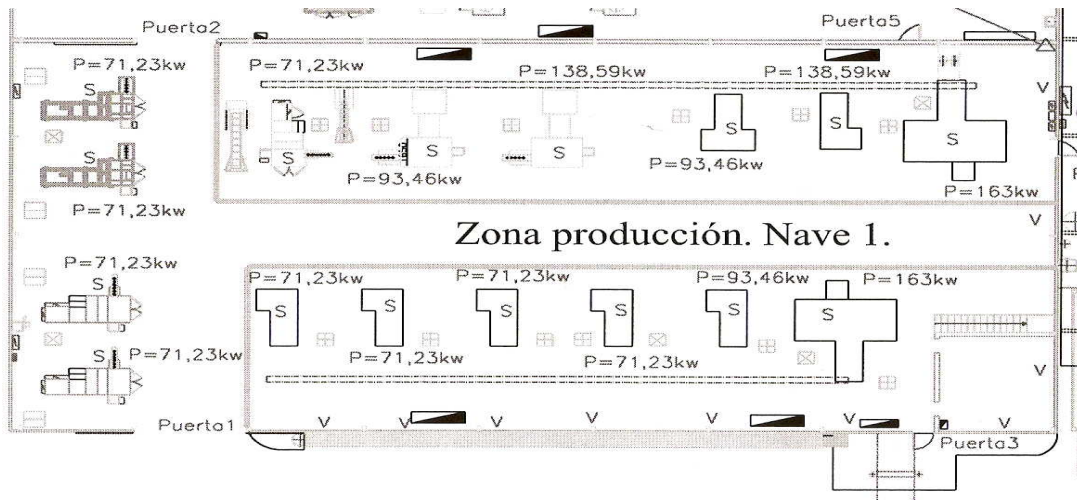 Puerta2
Puerta5
P=71,23kw
P=71,23kw
P=138,59kw
P=138,59kw
S
V
S
S
S
S
S
S
S
P=93,46kw
P=93,46kw
P=163kw
P=71,23kw
V
Zona producción. Nave 1.
P=71,23kw
P=71,23kw
P=71,23kw
P=93,46kw
P=163kw
S
S
S
S
S
S
S
V
S
P=71,23kw
P=71,23kw
P=71,23kw
V
V
V
V
V
V
V
Puerta1
Puerta3